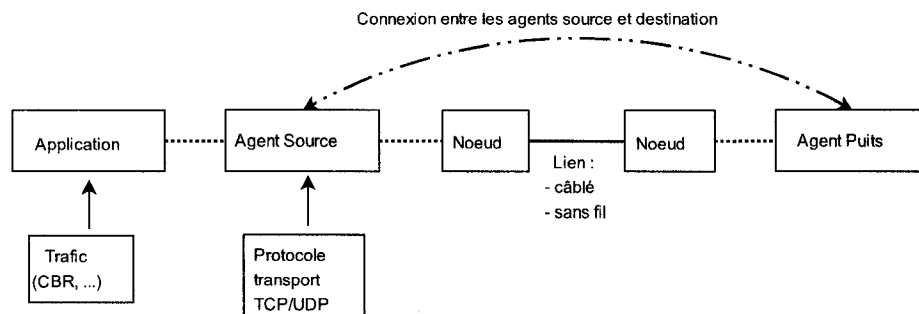 Connexion entre les agents source et destination
Application
Agent Source
Noeud
Noeud
Agent Puits
Lien :
- câblé
- sans fil
Trafic
(CBR, ...)
Protocole
transport
TCP/UDP